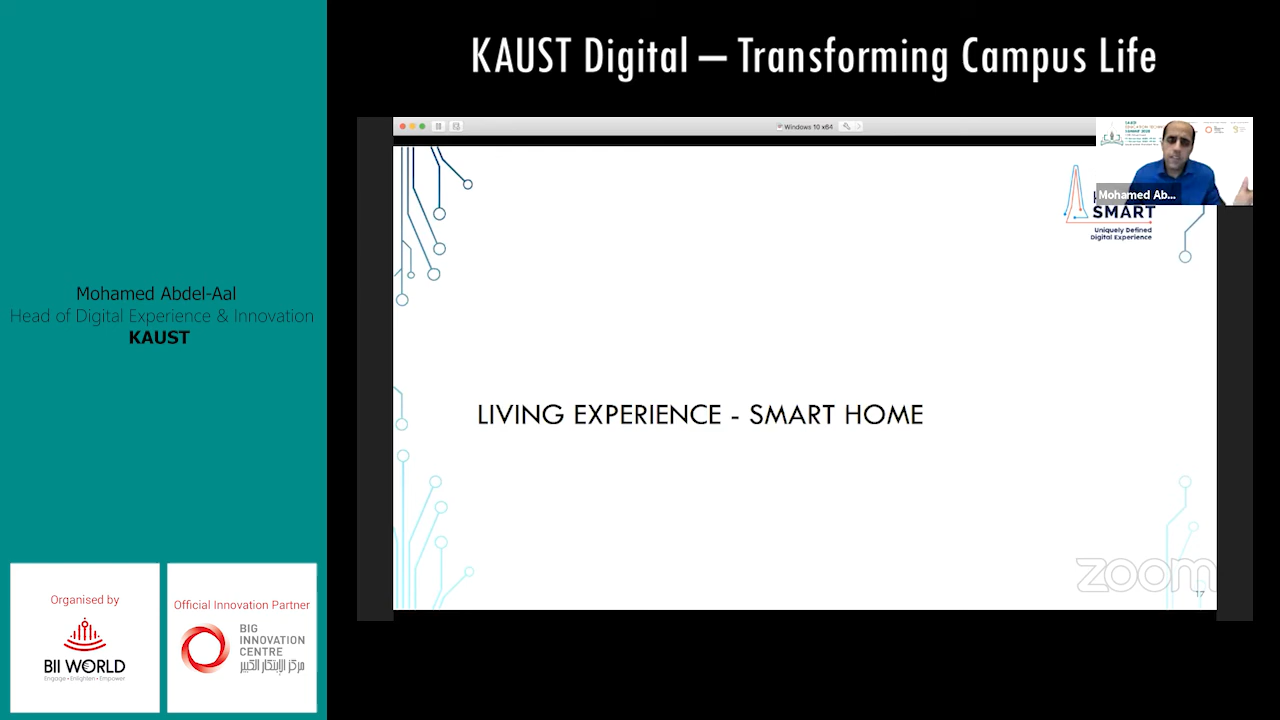 KAUST Digital – Transforming Campus Life
Windows 10 x64
Mohamed Ab...
SMART
Uniquely Defined
Digital Experience
Mohamed Abdel-Aal
Head of Digital Experience & Innovation
KAUST
LIVING EXPERIENCE - SMART HOME
zoom
17
Organised by
BII WORLD
Engage • Enlighten • Empower
Official Innovation Partner
BIG
INNOVATION
CENTRE
مركز الابتكار الكبير